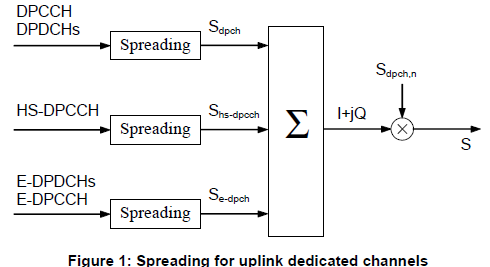 DPCCH
DPDCHs
Spreading
Sdpch
HS-DPCCH
Spreading
Shs-dpcch
E-DPDCHs
E-DPCCH
Spreading
Se-dpch
Σ
I+jQ
Sdpch,n
S
Figure 1: Spreading for uplink dedicated channels